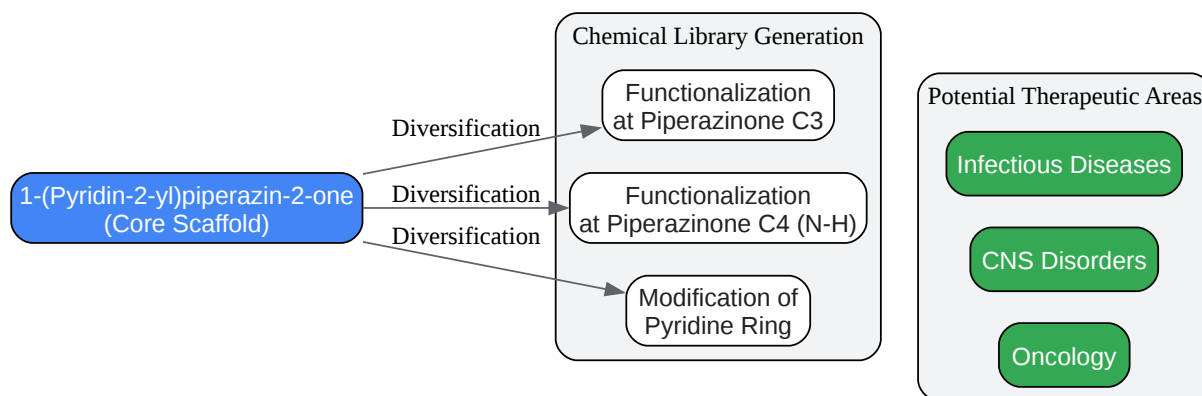 1-(Pyridin-2-yl)piperazin-2-one
(Core Scaffold)
Diversification
Diversification
Diversification
Chemical Library Generation
Functionalization
at Piperazinone C3
Functionalization
at Piperazinone C4 (N-H)
Modification of
Pyridine Ring
Potential Therapeutic Areas
Infectious Diseases
CNS Disorders
Oncology